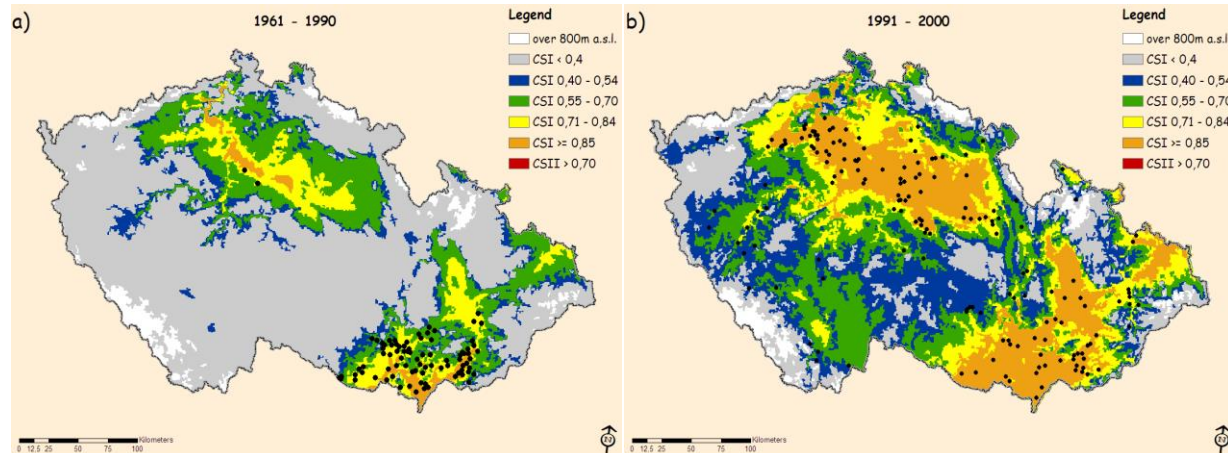 a)
1961 - 1990
Legend
over 800m a.s.l.
CSI < 0,4
CSI 0,40 - 0,54
CSI 0,55 - 0,70
CSI 0,71 - 0,84
CSI >= 0,85
CSII > 0,70
Kilometers
0 12,5 25 50 75 100
b)
1991 - 2000
Legend
over 800m a.s.l.
CSI < 0,4
CSI 0,40 - 0,54
CSI 0,55 - 0,70
CSI 0,71 - 0,84
CSI >= 0,85
CSII > 0,70
Kilometers
0 12,5 25 50 75 100